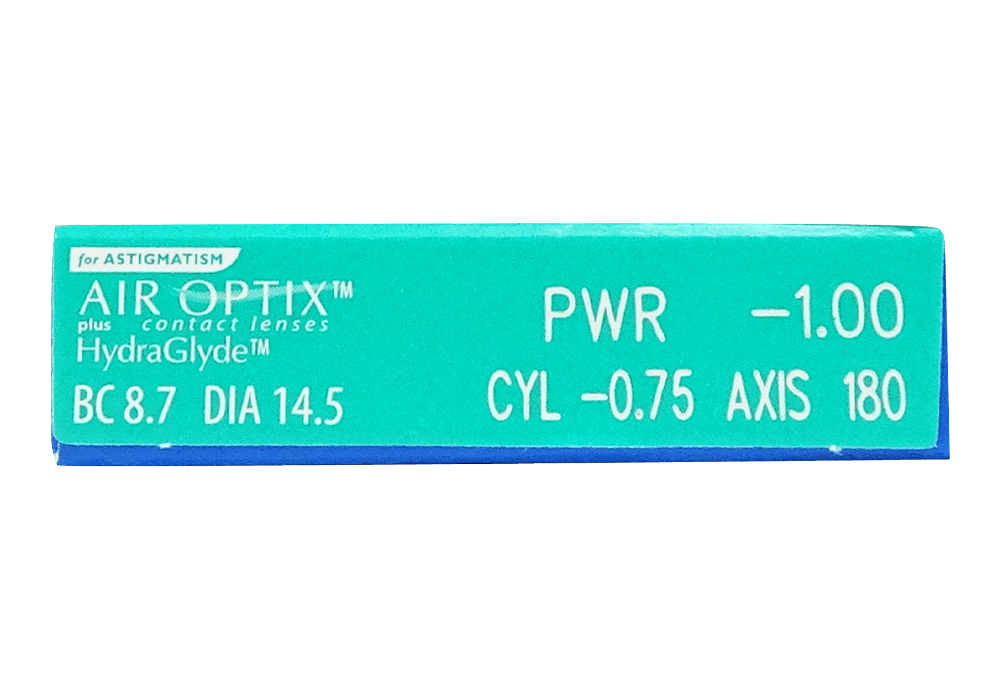 for ASTIGMATISM
AIR OPTIX™
plus contact lenses
HydraGlyde™
BC 8.7 DIA 14.5
PWR -1.00
CYL -0.75 AXIS 180